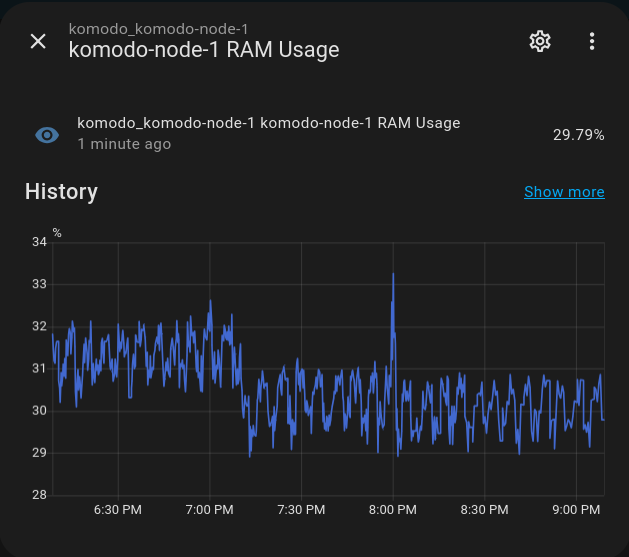 komodo_komodo-node-1
komodo-node-1 RAM Usage
komodo_komodo-node-1 komodo-node-1 RAM Usage
1 minute ago
29.79%
History
Show more
%
34
33
32
31
30
29
28
6:30 PM 7:00 PM 7:30 PM 8:00 PM 8:30 PM 9:00 PM